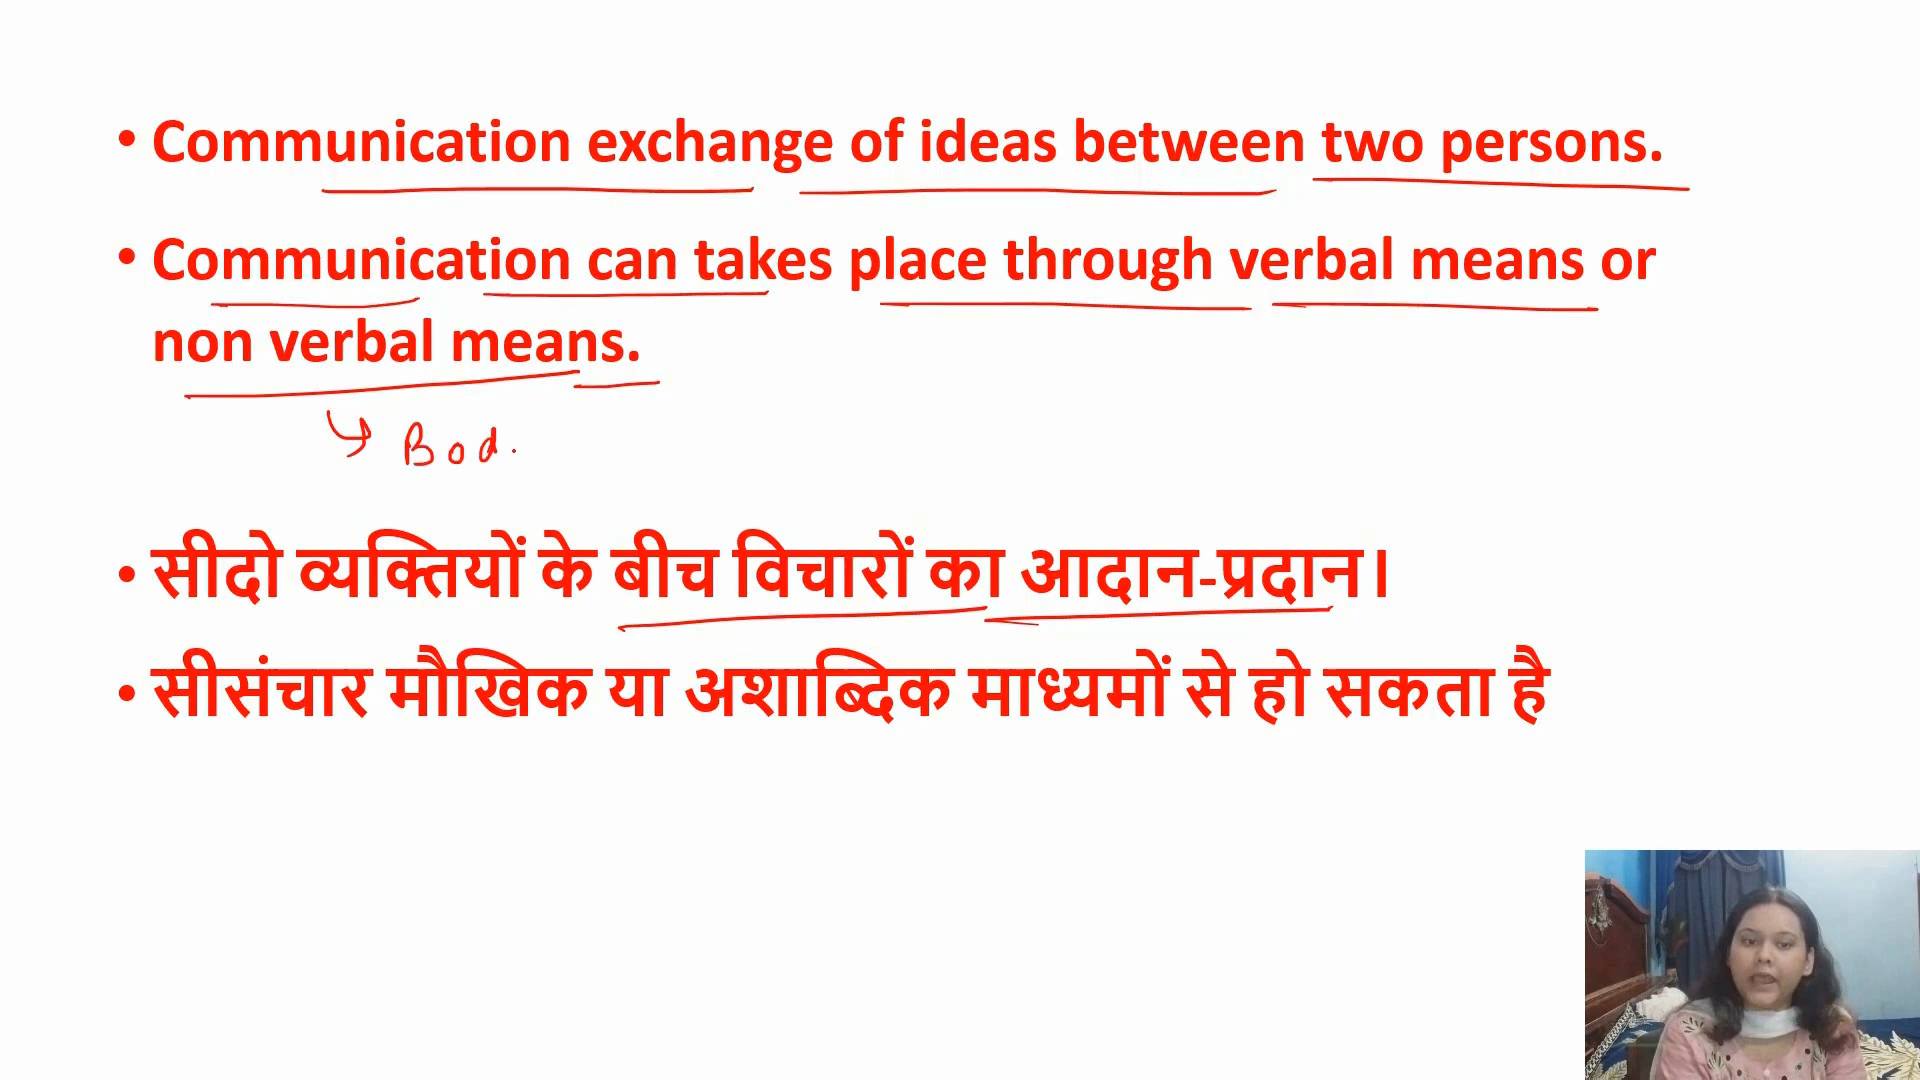 • Communication exchange of ideas between two persons.
• Communication can takes place through verbal means or
non verbal means.
Bod.
• सीदो व्यक्तियों के बीच विचारों का आदान-प्रदान।
• सीसंचार मौखिक या अशाब्दिक माध्यमों से हो सकता है